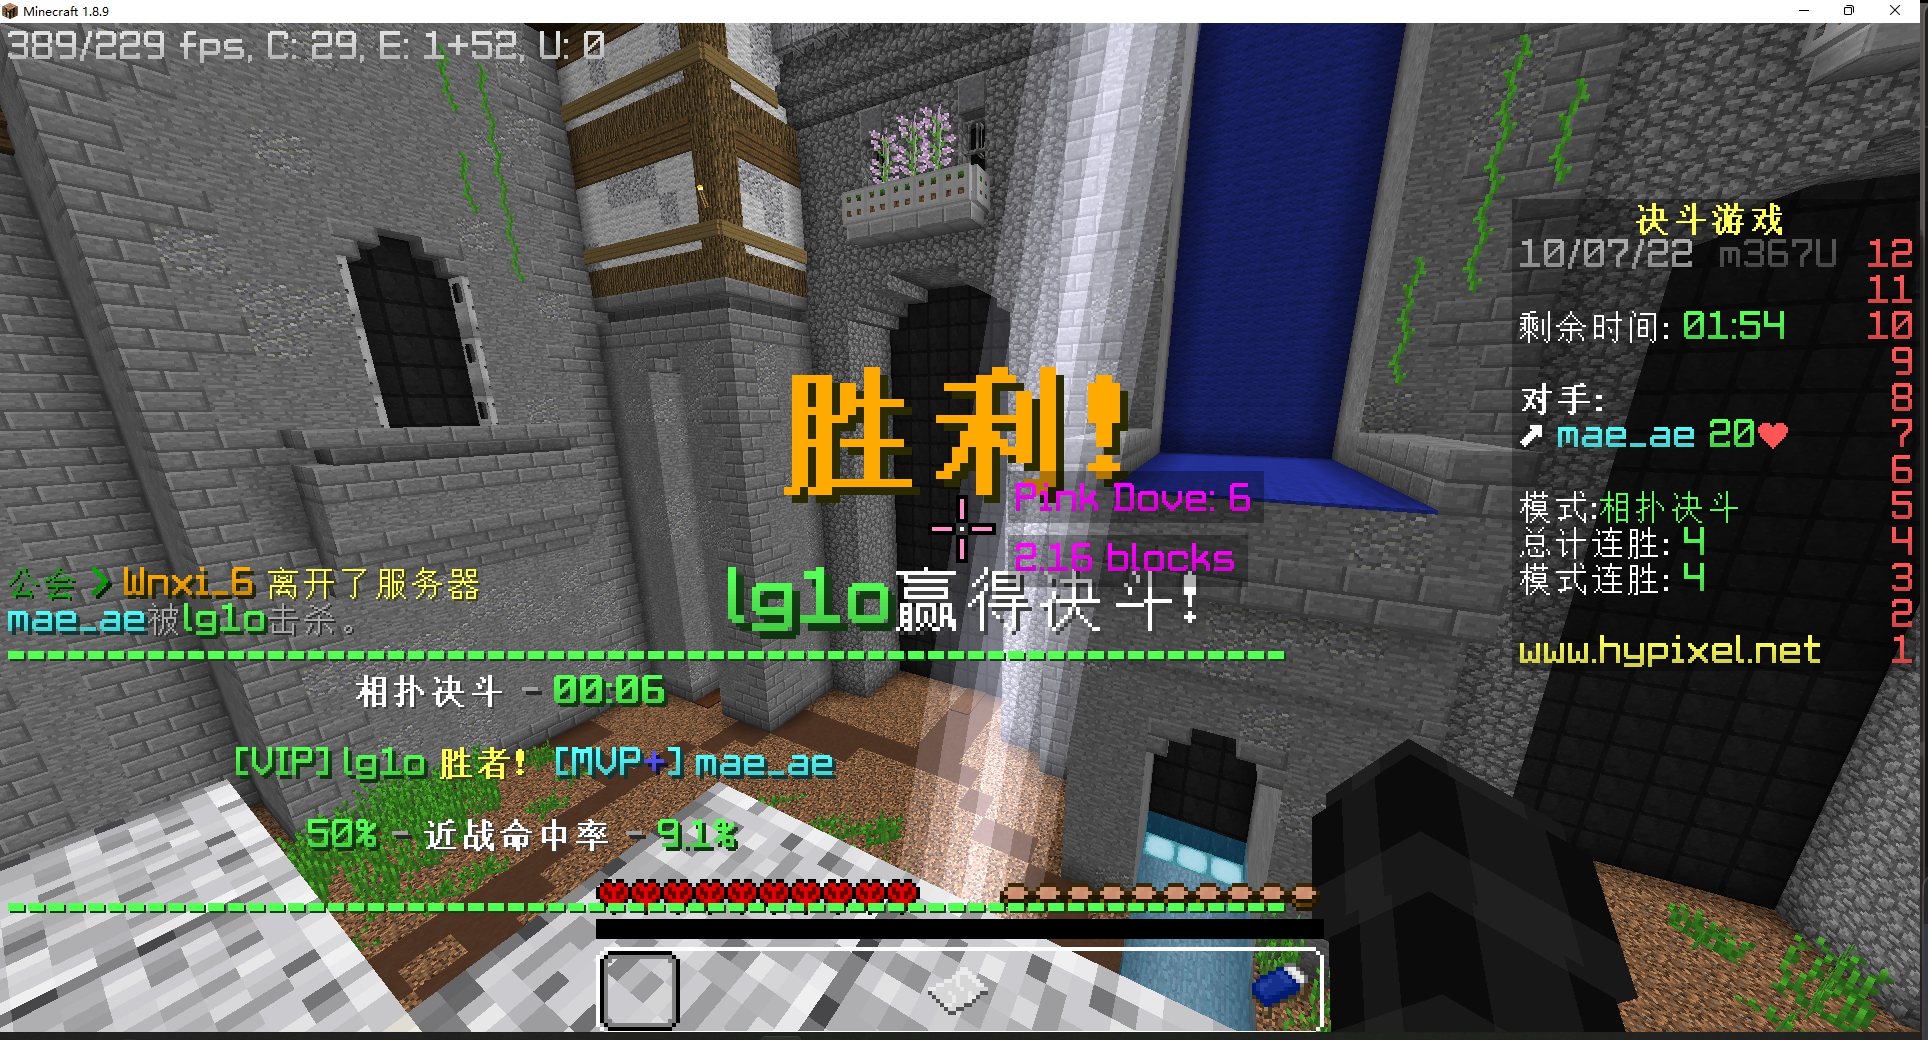 Minecraft 1.8.9
389/229 fps, C: 29, E: 1+52, U: 0
决斗游戏
10/07/22 m367U 12
11
剩余时间: 01:54 10
9
对手: 8
mae_ae 20❤ 7
6
模式:相扑决斗 5
总计连胜: 4 4
模式连胜: 4 3
2
www.hypixel.net 1
胜利!
Pink Dove: 6
2.16 blocks
lg1o赢得决斗!
公会 > Wnxi_6 离开了服务器
mae_ae被lg1o击杀。
相扑决斗 - 00:06
[VIP] lg1o 胜者! [MVP+] mae_ae
50% - 近战命中率 - 91%